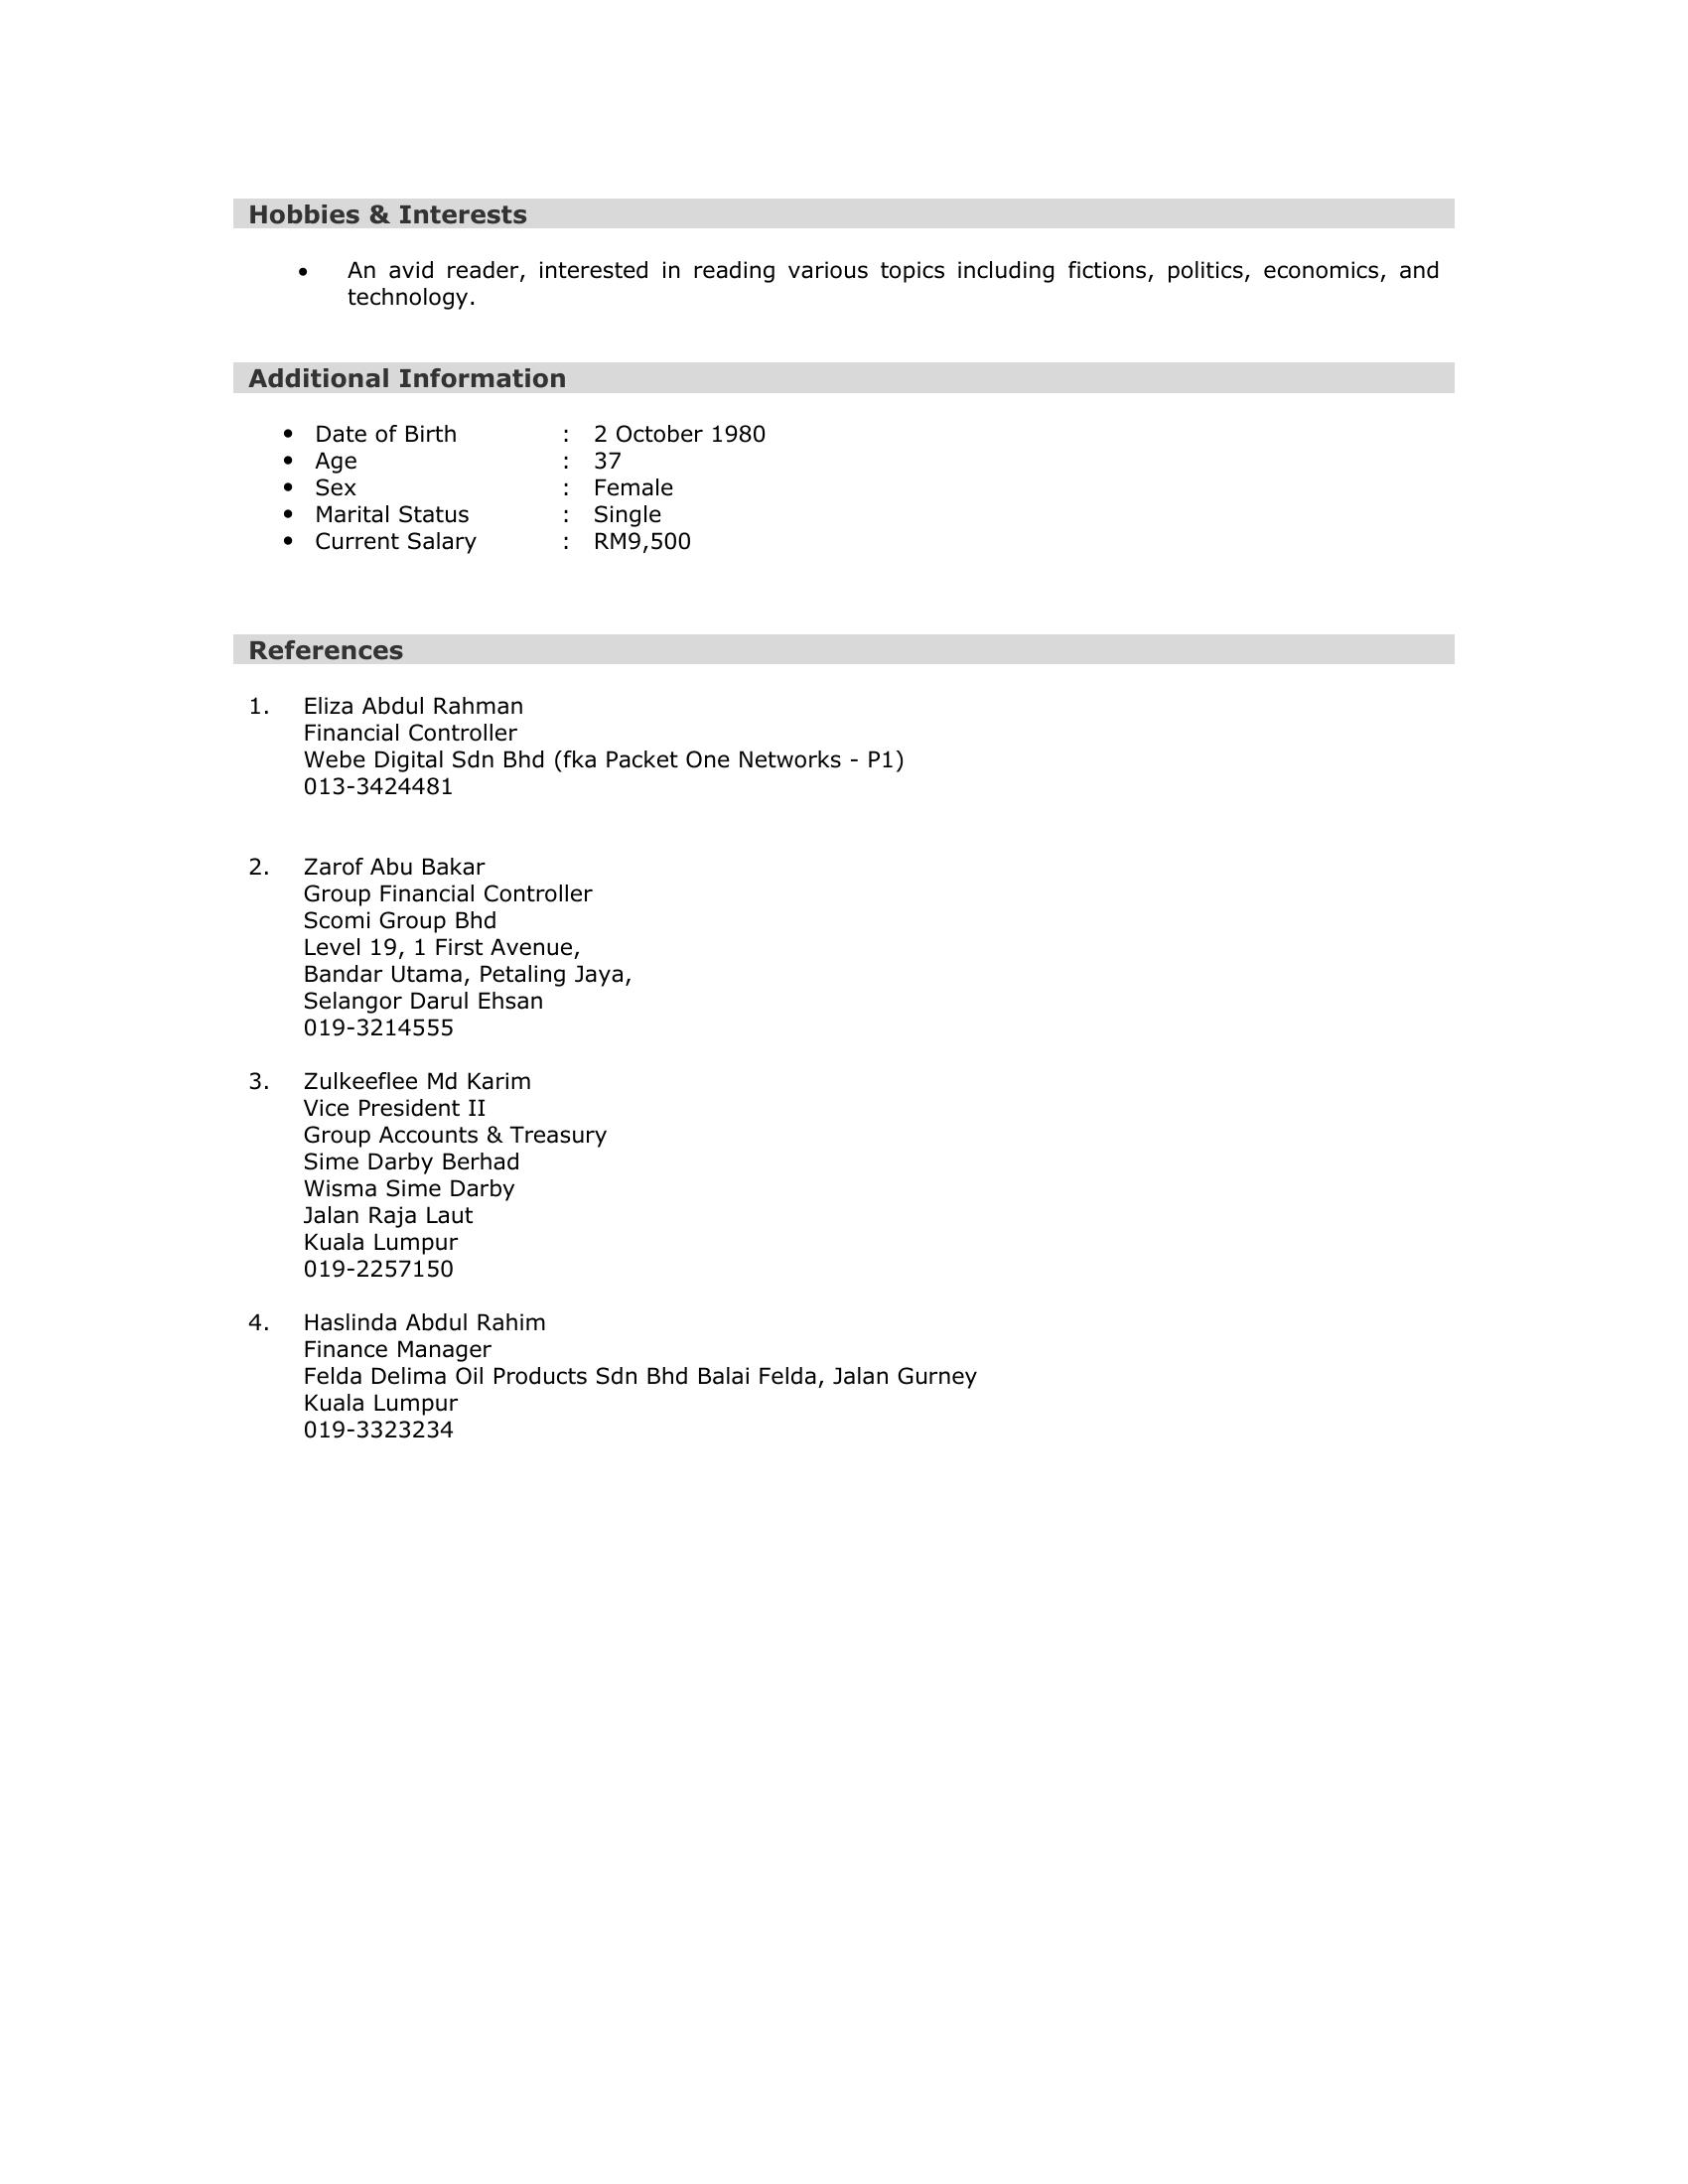 Hobbies & Interests
• An avid reader, interested in reading various topics including fictions, politics, economics, and
technology.
Additional Information
• Date of Birth : 2 October 1980
• Age : 37
• Sex : Female
• Marital Status : Single
• Current Salary : RM9,500
References
1. Eliza Abdul Rahman
Financial Controller
Webe Digital Sdn Bhd (fka Packet One Networks - P1)
013-3424481
2. Zarof Abu Bakar
Group Financial Controller
Scomi Group Bhd
Level 19, 1 First Avenue,
Bandar Utama, Petaling Jaya,
Selangor Darul Ehsan
019-3214555
3. Zulkeeflee Md Karim
Vice President II
Group Accounts & Treasury
Sime Darby Berhad
Wisma Sime Darby
Jalan Raja Laut
Kuala Lumpur
019-2257150
4. Haslinda Abdul Rahim
Finance Manager
Felda Delima Oil Products Sdn Bhd Balai Felda, Jalan Gurney
Kuala Lumpur
019-3323234